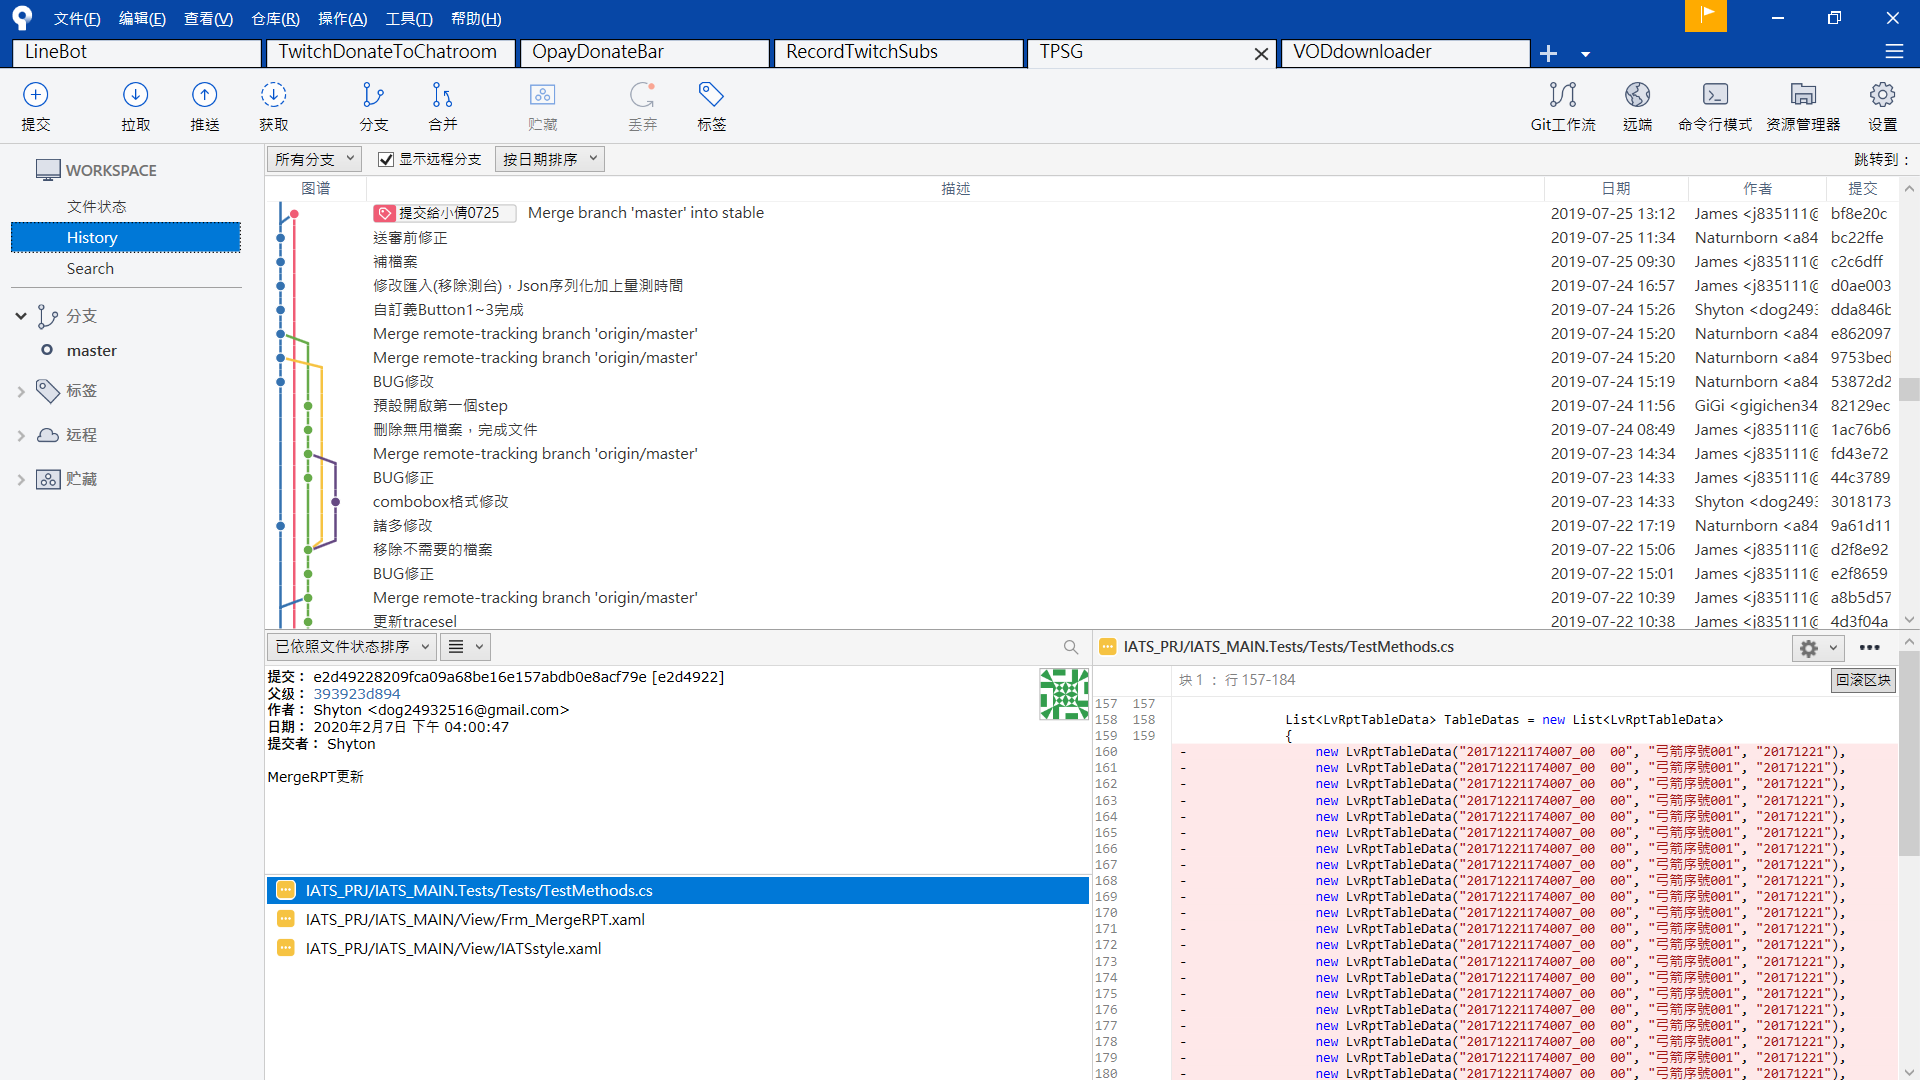 文件(F) 编辑(E) 查看(V) 仓库(R) 操作(A) 工具(T) 帮助(H)
LineBot TwitchDonateToChatroom OpayDonateBar RecordTwitchSubs TPSG VODdownloader
提交 拉取 推送 获取 分支 合并 贮藏 丢弃 标签 Git工作流 远端 命令行模式 资源管理器 设置
WORKSPACE
文件状态
History
Search
分支
master
标签
远程
贮藏
所有分支 显示远程分支 按日期排序 跳转到：
图谱 描述 日期 作者 提交
提交給小倩0725 Merge branch 'master' into stable 2019-07-25 13:12 James <j835111@ bf8e20c
送審前修正 2019-07-25 11:34 Naturnborn <a84 bc22ffe
補檔案 2019-07-25 09:30 James <j835111@ c2c6dff
修改匯入(移除測台)，Json序列化加上量測時間 2019-07-24 16:57 James <j835111@ d0ae003
自訂義Button1~3完成 2019-07-24 15:26 Shyton <dog2493 dda846b
Merge remote-tracking branch 'origin/master' 2019-07-24 15:20 Naturnborn <a84 e862097
Merge remote-tracking branch 'origin/master' 2019-07-24 15:20 Naturnborn <a84 9753bed
BUG修改 2019-07-24 15:19 Naturnborn <a84 53872d2
預設開啟第一個step 2019-07-24 11:56 GiGi <gigichen34 82129ec
刪除無用檔案，完成文件 2019-07-24 08:49 James <j835111@ 1ac76b6
Merge remote-tracking branch 'origin/master' 2019-07-23 14:34 James <j835111@ fd43e72
BUG修正 2019-07-23 14:33 James <j835111@ 44c3789
combobox格式修改 2019-07-23 14:33 Shyton <dog2493 3018173
諸多修改 2019-07-22 17:19 Naturnborn <a84 9a61d11
移除不需要的檔案 2019-07-22 15:06 James <j835111@ d2f8e92
BUG修正 2019-07-22 15:01 James <j835111@ e2f8659
Merge remote-tracking branch 'origin/master' 2019-07-22 10:39 James <j835111@ a8b5d57
更新tracesel 2019-07-22 10:38 James <j835111@ 4d3f04a
已依照文件状态排序
提交： e2d49228209fca09a68be16e157abdb0e8acf79e [e2d4922]
父级： 393923d894
作者： Shyton <dog24932516@gmail.com>
日期： 2020年2月7日 下午 04:00:47
提交者： Shyton
MergeRPT更新
IATS_PRJ/IATS_MAIN.Tests/Tests/TestMethods.cs
IATS_PRJ/IATS_MAIN/View/Frm_MergeRPT.xaml
IATS_PRJ/IATS_MAIN/View/IATSstyle.xaml
IATS_PRJ/IATS_MAIN.Tests/Tests/TestMethods.cs
块 1 ： 行 157-184 回滚区块
157 157
158 158 List<LvRptTableData> TableDatas = new List<LvRptTableData>
159 159 {
160 - new LvRptTableData("20171221174007_00  00", "弓箭序號001", "20171221"),
161 - new LvRptTableData("20171221174007_00  00", "弓箭序號001", "20171221"),
162 - new LvRptTableData("20171221174007_00  00", "弓箭序號001", "20171221"),
163 - new LvRptTableData("20171221174007_00  00", "弓箭序號001", "20171221"),
164 - new LvRptTableData("20171221174007_00  00", "弓箭序號001", "20171221"),
165 - new LvRptTableData("20171221174007_00  00", "弓箭序號001", "20171221"),
166 - new LvRptTableData("20171221174007_00  00", "弓箭序號001", "20171221"),
167 - new LvRptTableData("20171221174007_00  00", "弓箭序號001", "20171221"),
168 - new LvRptTableData("20171221174007_00  00", "弓箭序號001", "20171221"),
169 - new LvRptTableData("20171221174007_00  00", "弓箭序號001", "20171221"),
170 - new LvRptTableData("20171221174007_00  00", "弓箭序號001", "20171221"),
171 - new LvRptTableData("20171221174007_00  00", "弓箭序號001", "20171221"),
172 - new LvRptTableData("20171221174007_00  00", "弓箭序號001", "20171221"),
173 - new LvRptTableData("20171221174007_00  00", "弓箭序號001", "20171221"),
174 - new LvRptTableData("20171221174007_00  00", "弓箭序號001", "20171221"),
175 - new LvRptTableData("20171221174007_00  00", "弓箭序號001", "20171221"),
176 - new LvRptTableData("20171221174007_00  00", "弓箭序號001", "20171221"),
177 - new LvRptTableData("20171221174007_00  00", "弓箭序號001", "20171221"),
178 - new LvRptTableData("20171221174007_00  00", "弓箭序號001", "20171221"),
179 - new LvRptTableData("20171221174007_00  00", "弓箭序號001", "20171221"),
180 - new LvRptTableData("20171221174007_00  00", "弓箭序號001", "20171221"),